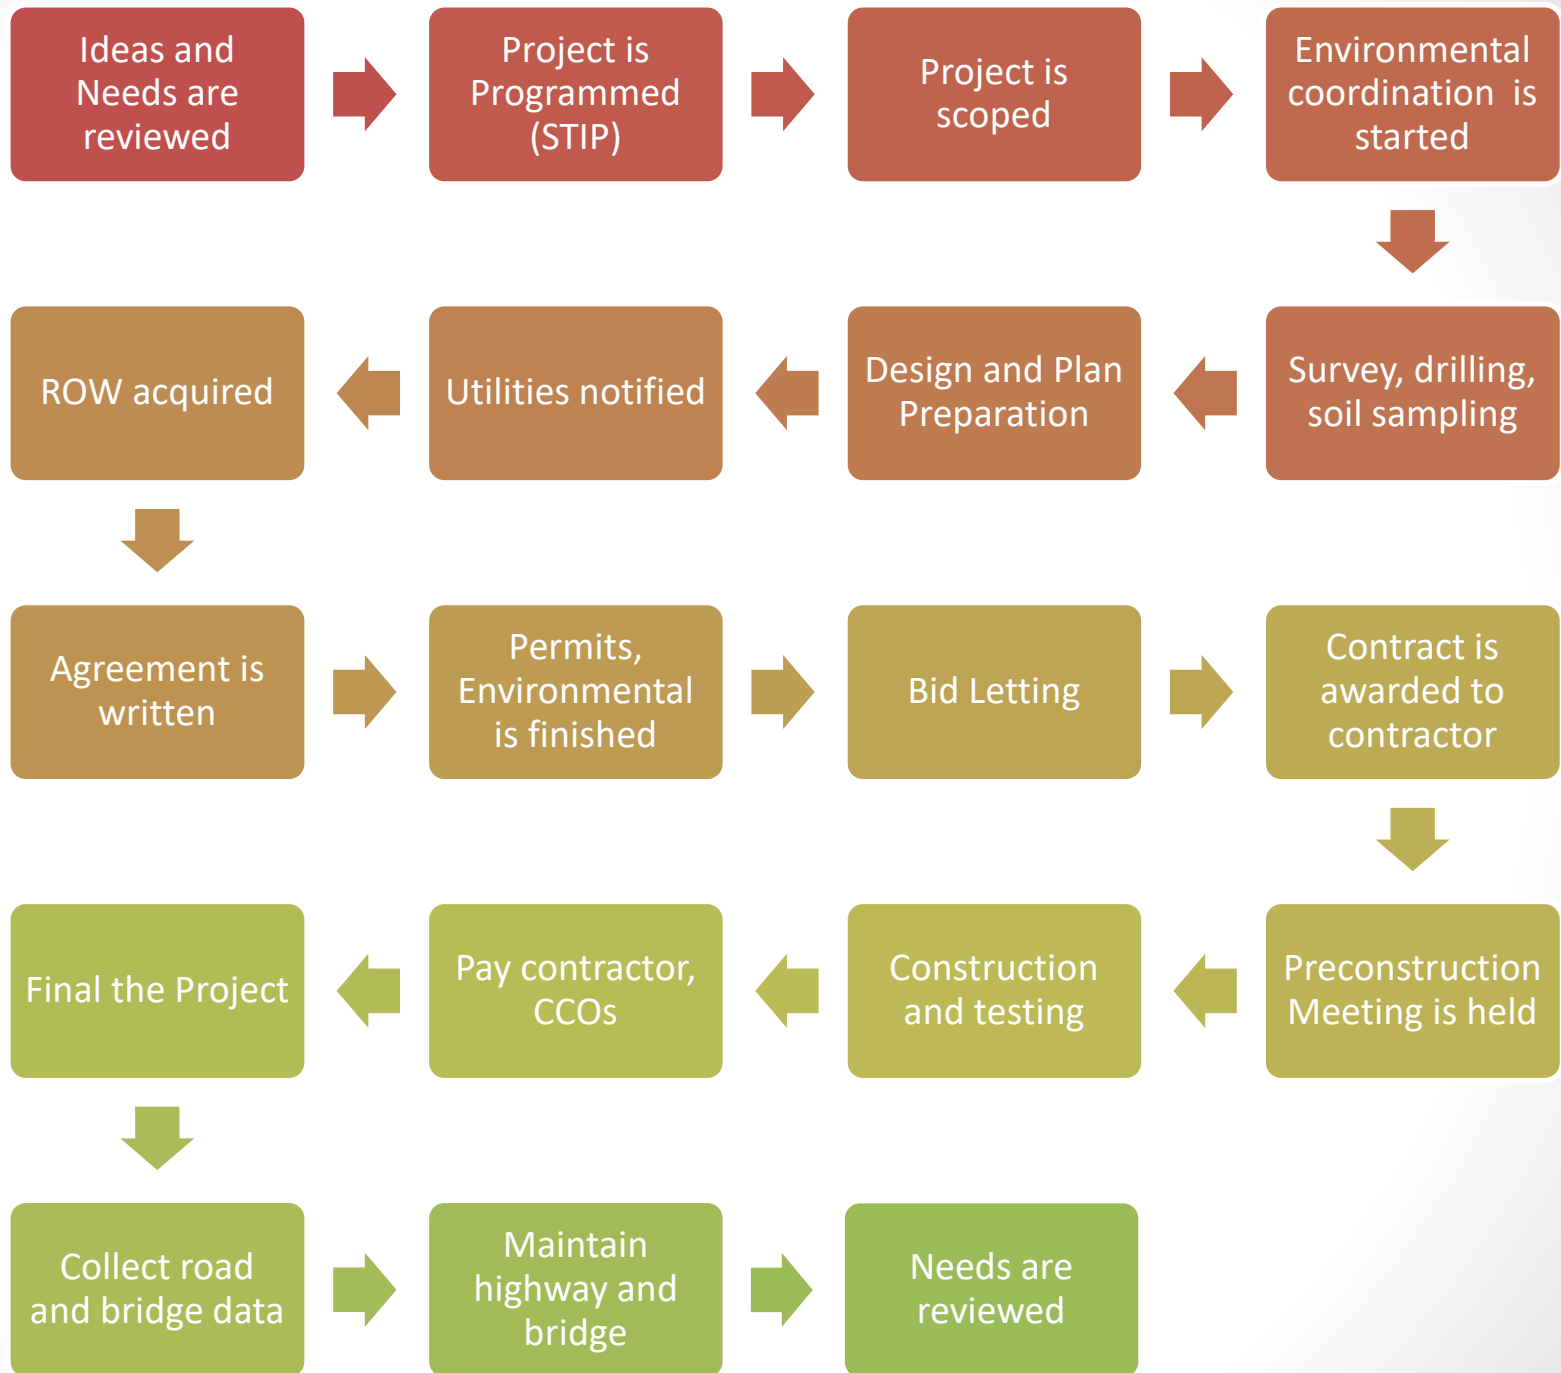 Ideas and
Needs are
reviewed
Project is
Programmed
(STIP)
Project is
scoped
Environmental
coordination is
started
Survey, drilling,
soil sampling
Design and Plan
Preparation
Utilities notified
ROW acquired
Agreement is
written
Permits,
Environmental
is finished
Bid Letting
Contract is
awarded to
contractor
Preconstruction
Meeting is held
Construction
and testing
Pay contractor,
CCOs
Final the Project
Collect road
and bridge data
Maintain
highway and
bridge
Needs are
reviewed